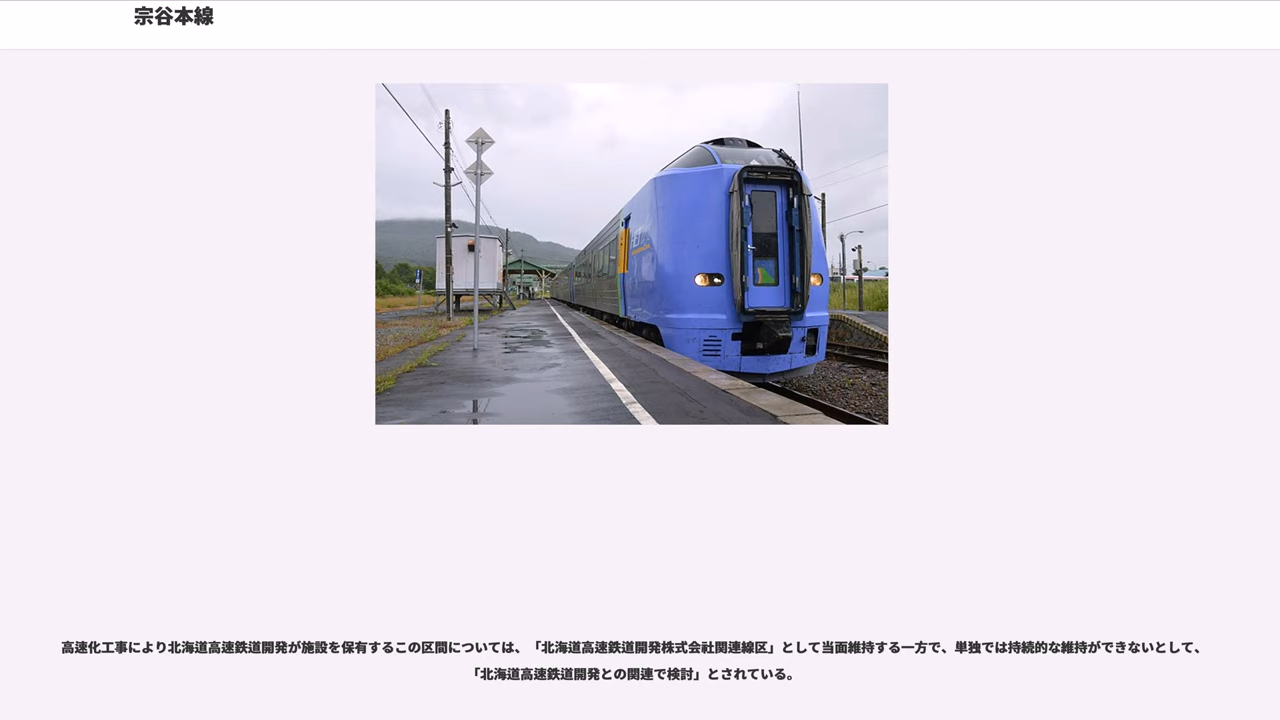 宗谷本線
高速化工事により北海道高速鉄道開発が施設を保有するこの区間については、「北海道高速鉄道開発株式会社関連線区」として当面維持する一方で、単独では持続的な維持ができないとして、
「北海道高速鉄道開発との関連で検討」とされている。